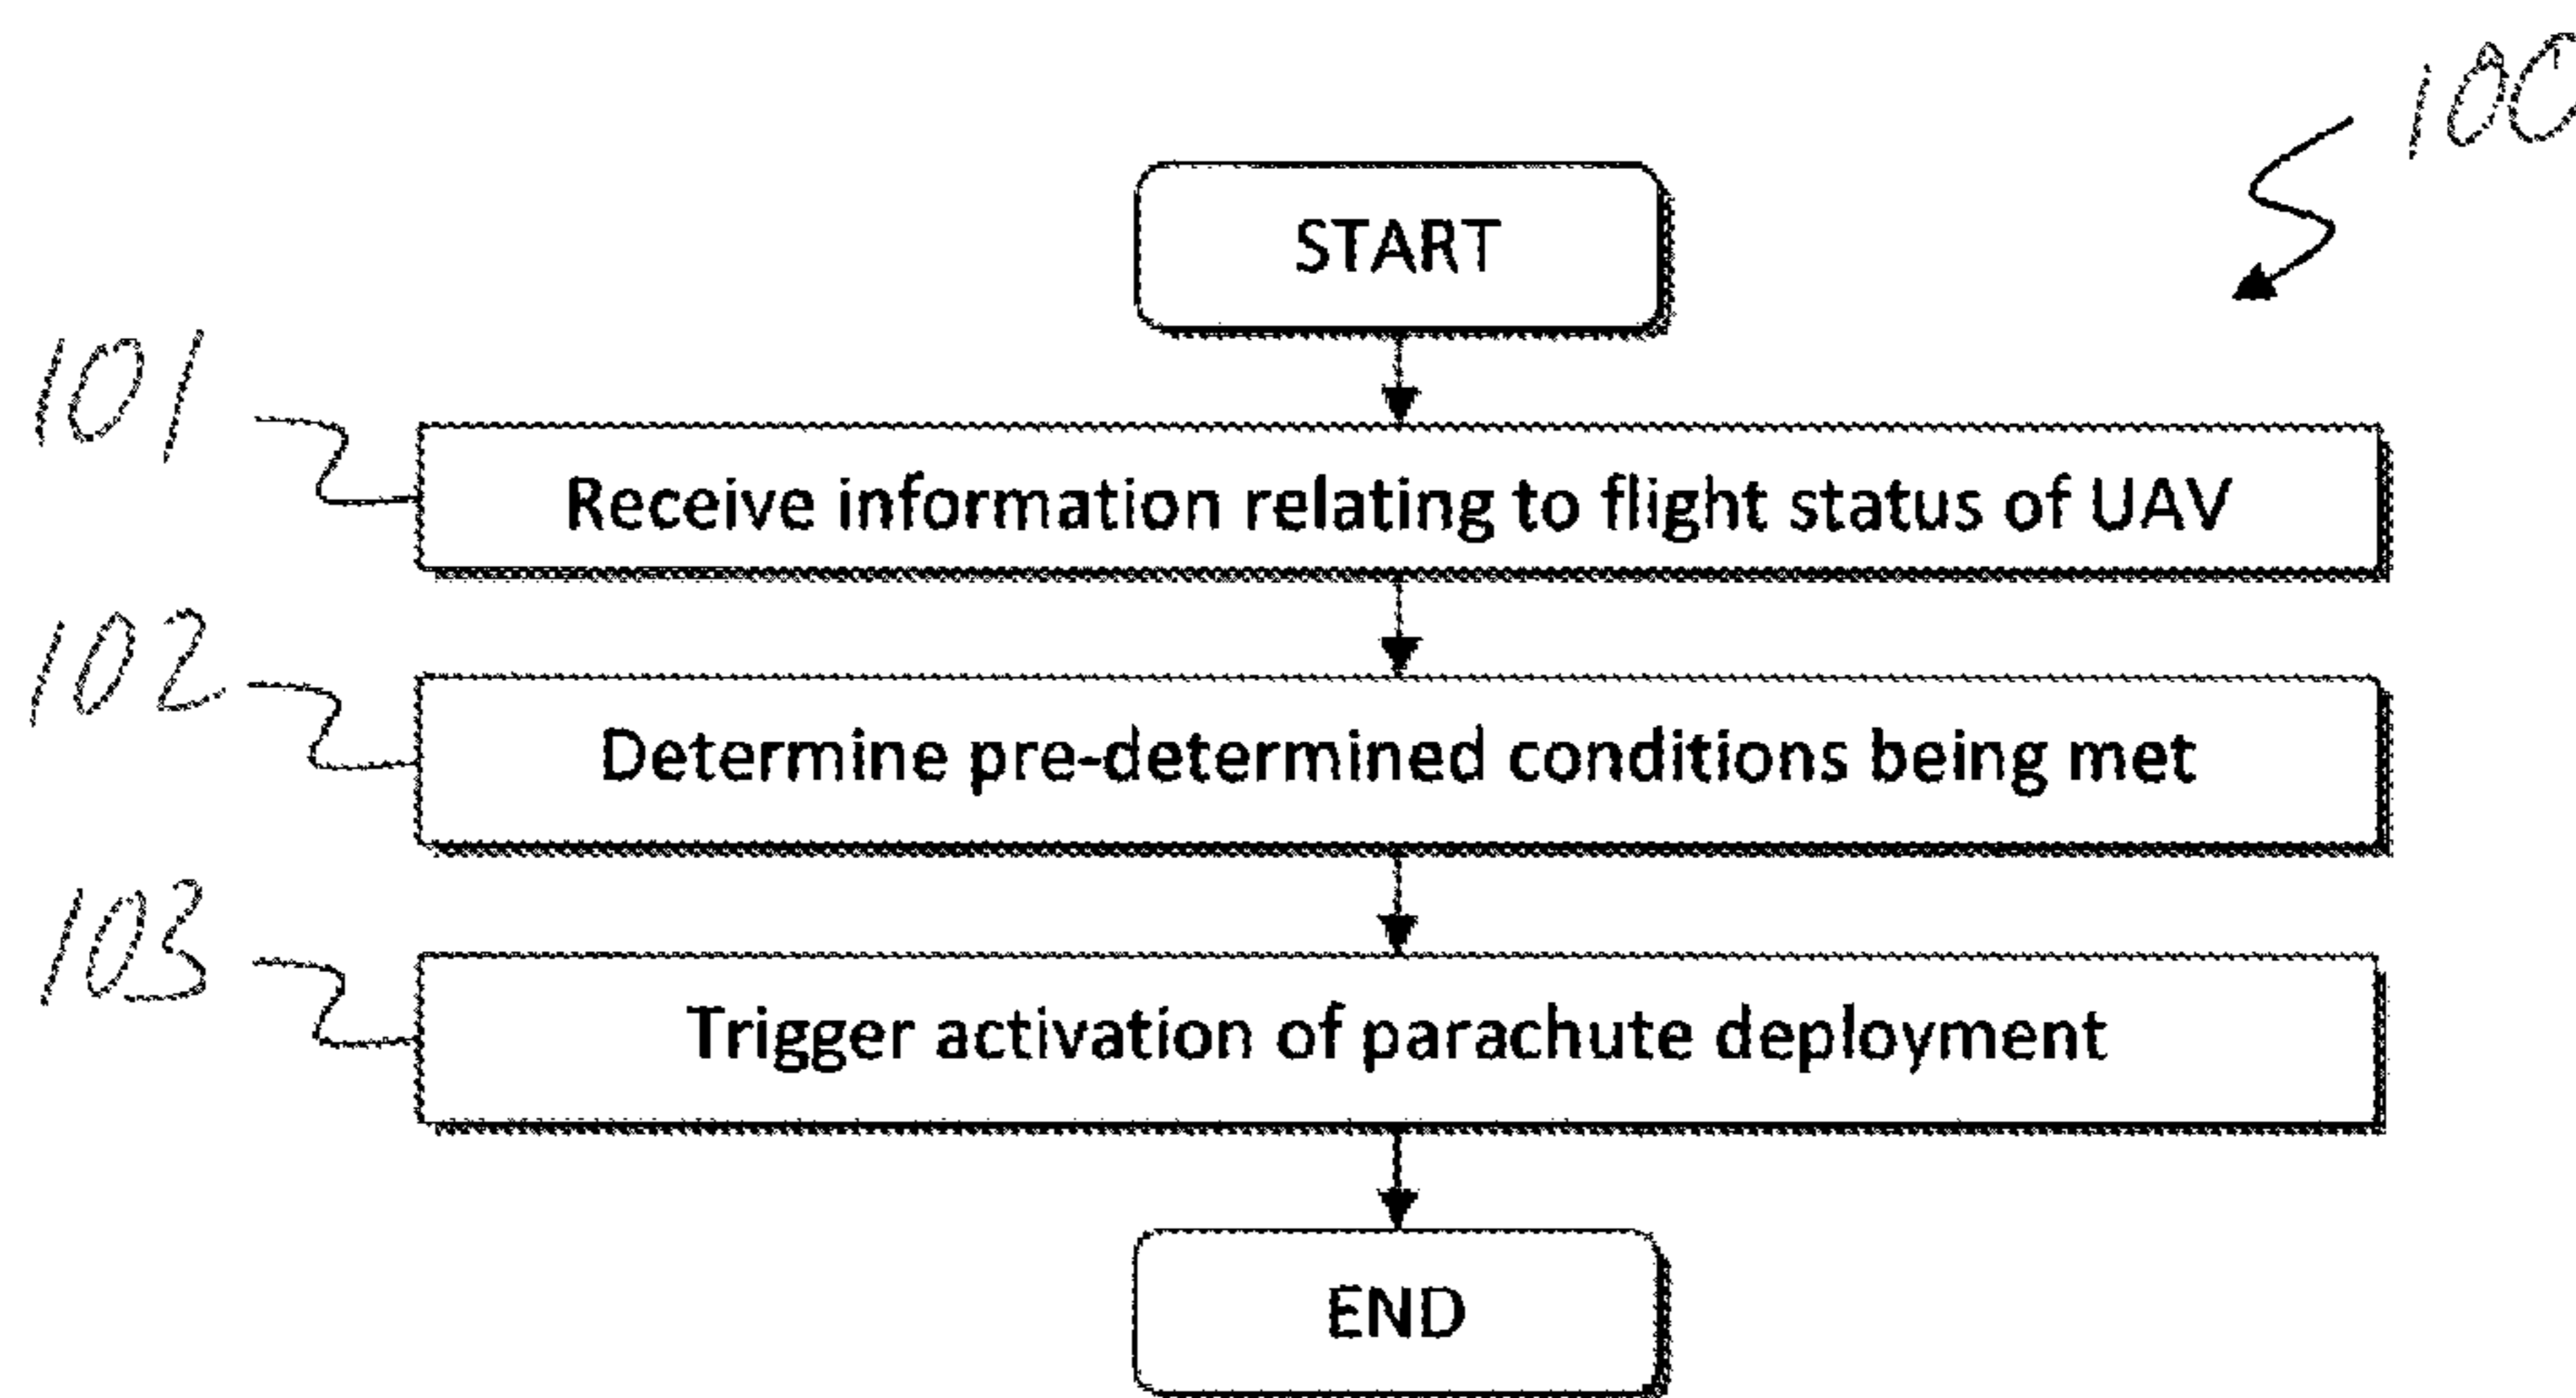 100
START
101
Receive information relating to flight status of UAV
102
Determine pre-determined conditions being met
103
Trigger activation of parachute deployment
END